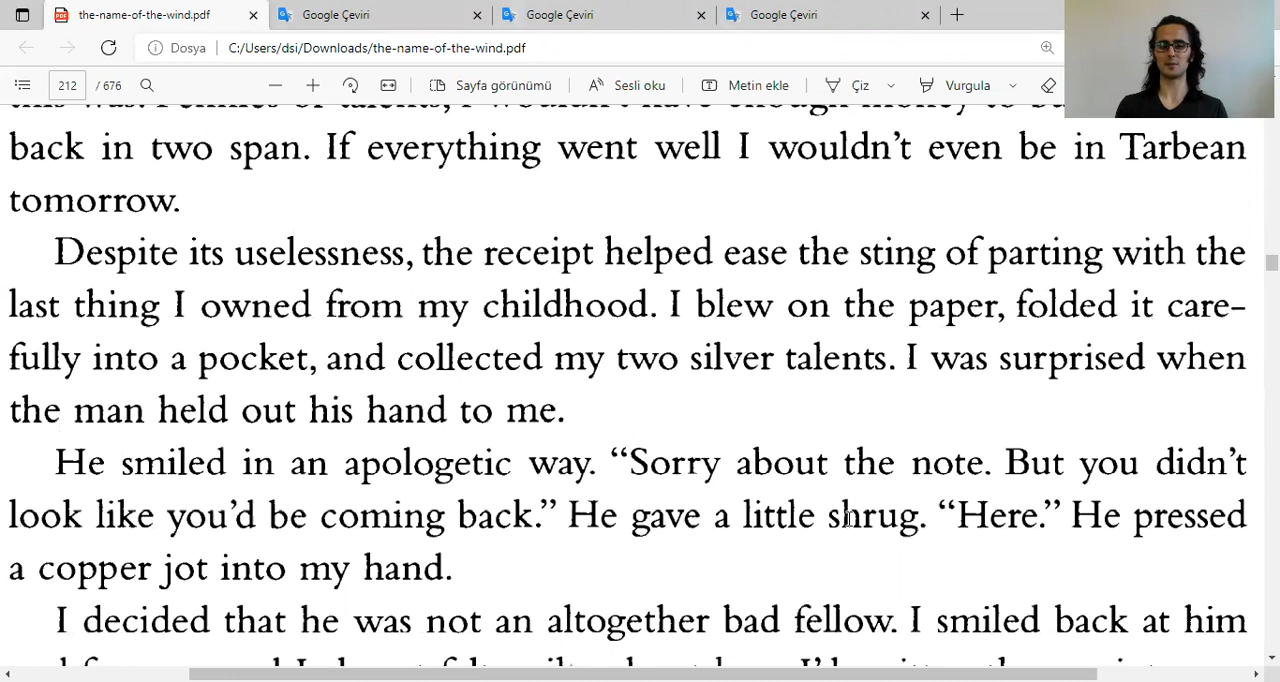 the-name-of-the-wind.pdf
Google Çeviri
Google Çeviri
Google Çeviri
Dosya
C:/Users/dsi/Downloads/the-name-of-the-wind.pdf
212 / 676
Sayfa görünümü
Sesli oku
Metin ekle
Çiz
Vurgula
back in two span. If everything went well I wouldn't even be in Tarbean
tomorrow.
Despite its uselessness, the receipt helped ease the sting of parting with the
last thing I owned from my childhood. I blew on the paper, folded it care-
fully into a pocket, and collected my two silver talents. I was surprised when
the man held out his hand to me.
He smiled in an apologetic way. “Sorry about the note. But you didn't
look like you'd be coming back.” He gave a little shrug. “Here.” He pressed
a copper jot into my hand.
I decided that he was not an altogether bad fellow. I smiled back at him